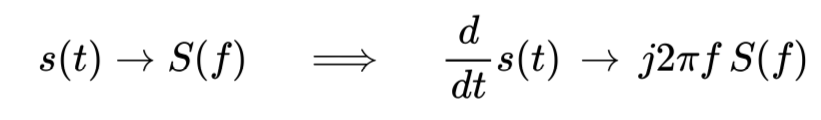 s(t) → S(f) ⟹ d/dt s(t) → j2πf S(f)